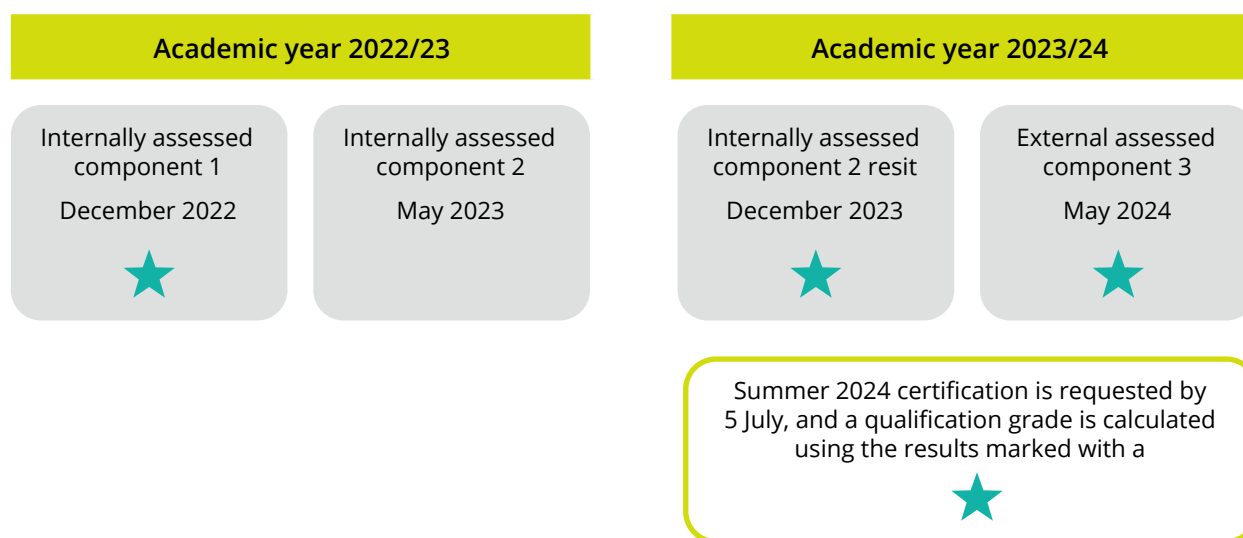 Academic year 2022/23
Internally assessed
component 1
December 2022
Internally assessed
component 2
May 2023
Academic year 2023/24
Internally assessed
component 2 resit
December 2023
External assessed
component 3
May 2024
Summer 2024 certification is requested by
5 July, and a qualification grade is calculated
using the results marked with a